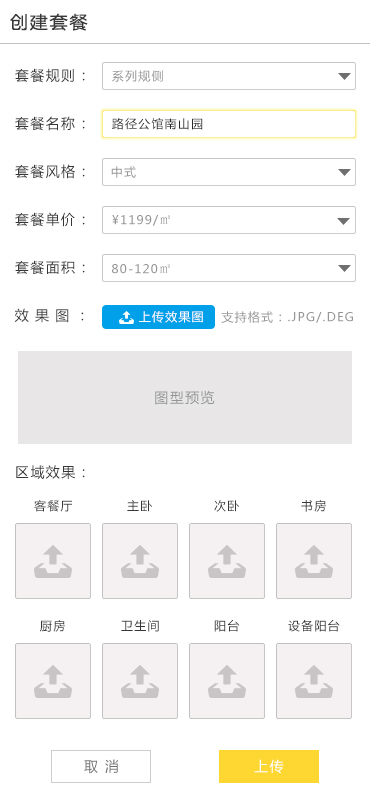 创建套餐
套餐规则： 系列规侧
套餐名称： 路径公馆南山园
套餐风格： 中式
套餐单价： ¥1199/㎡
套餐面积： 80-120㎡
效果图： 上传效果图 支持格式：.JPG/.DEG
图型预览
区域效果：
客餐厅 主卧 次卧 书房
厨房 卫生间 阳台 设备阳台
取消 上传